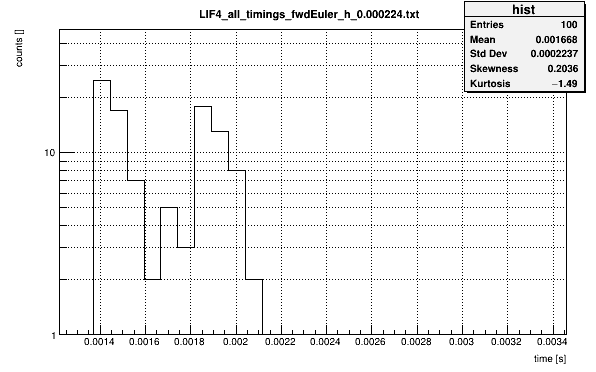 LIF4_all_timings_fwdEuler_h_0.000224.txt
hist
Entries 100
Mean 0.001668
Std Dev 0.0002237
Skewness 0.2036
Kurtosis −1.49
counts []
10
1
0.0014 0.0016 0.0018 0.002 0.0022 0.0024 0.0026 0.0028 0.003 0.0032 0.0034
time [s]